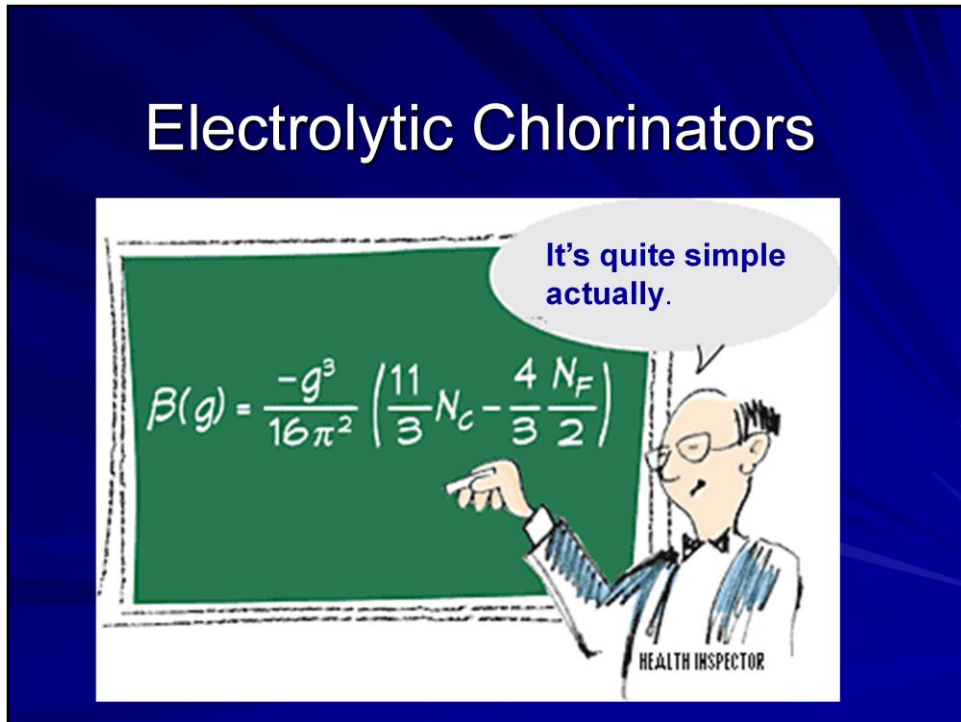 Electrolytic Chlorinators
It's quite simple
actually.
β(g) = -g³/16π² (11/3 N_C - 4/3 N_F/2)
HEALTH INSPECTOR